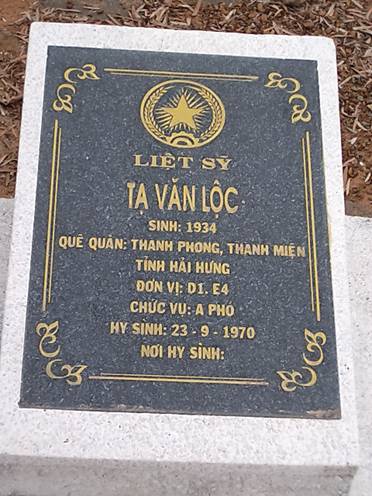 LIỆT SỸ
TẠ VĂN LỘC
SINH: 1934
QUÊ QUÁN: THANH PHONG, THANH MIỆN
TỈNH HẢI HƯNG
ĐƠN VỊ: D1. E4
CHỨC VỤ: A PHÓ
HY SINH: 23 - 9 - 1970
NƠI HY SINH: